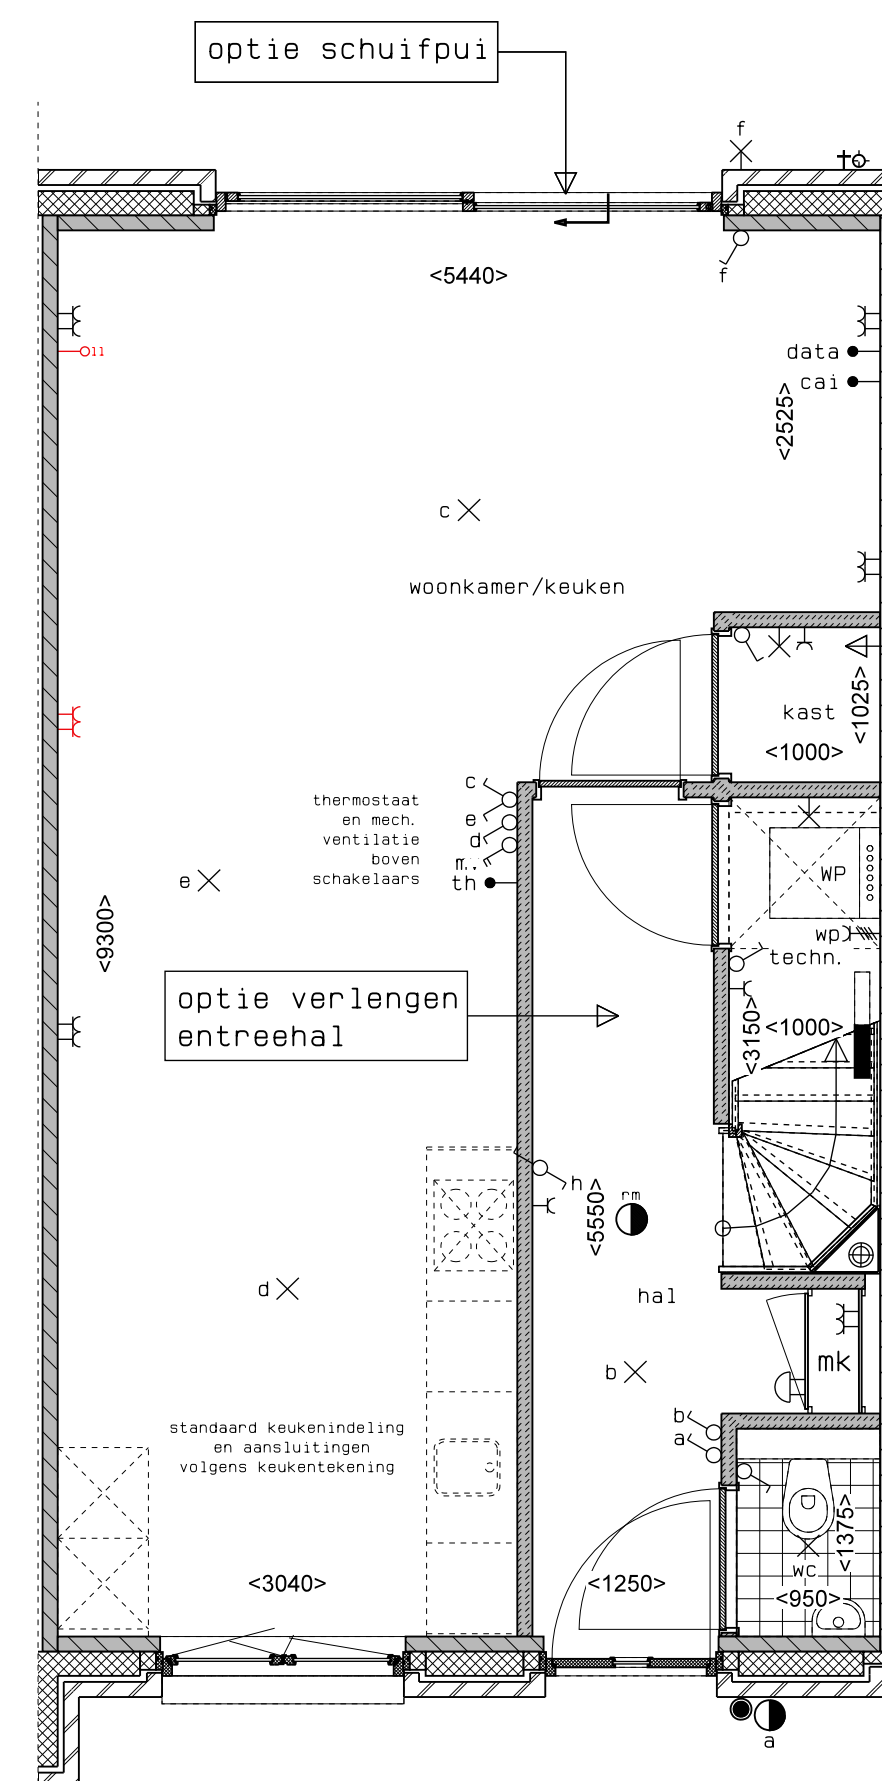 optie schuifpui
f
<5440>
f
11
data
cai
<2525>
c
woonkamer/keuken
kast
<1025>
<1000>
c
thermostaat
en mech.
ventilatie
boven
schakelaars
e
d
m.
th
WP
wp
techn.
e
<9300>
optie verlengen
entreehal
<3150>
<1000>
h
<5550>
rm
d
hal
b
mk
standaard keukenindeling
en aansluitingen
volgens keukentekening
b
a
<1375>
wc
<950>
<3040>
<1250>
a